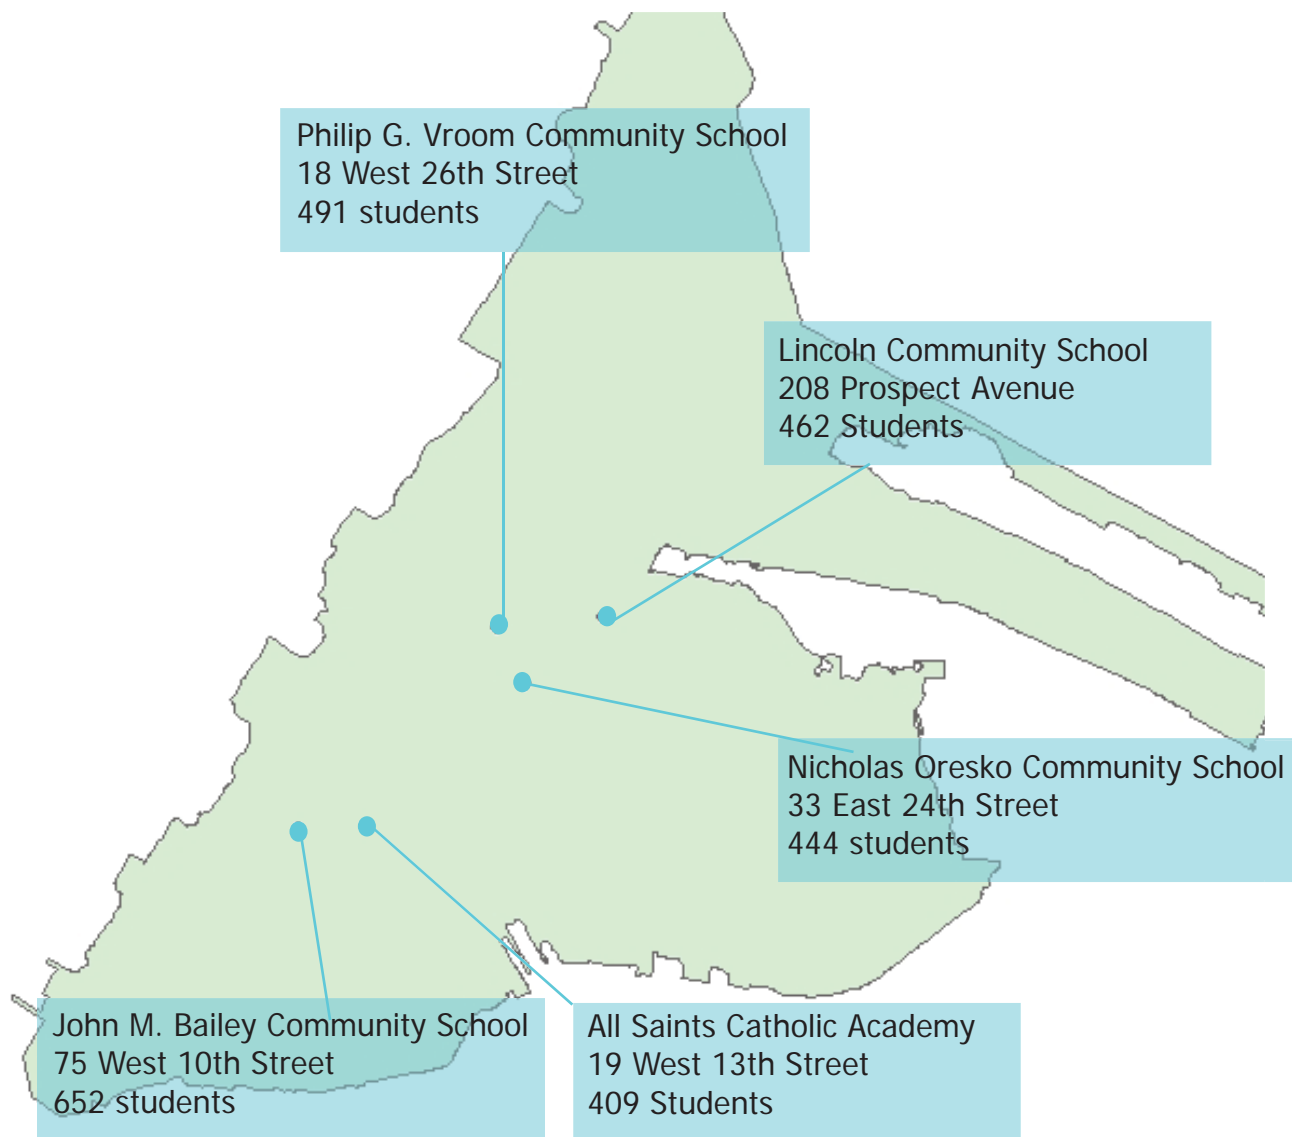 Philip G. Vroom Community School
18 West 26th Street
491 students
Lincoln Community School
208 Prospect Avenue
462 Students
Nicholas Oresko Community School
33 East 24th Street
444 students
John M. Bailey Community School
75 West 10th Street
652 students
All Saints Catholic Academy
19 West 13th Street
409 Students